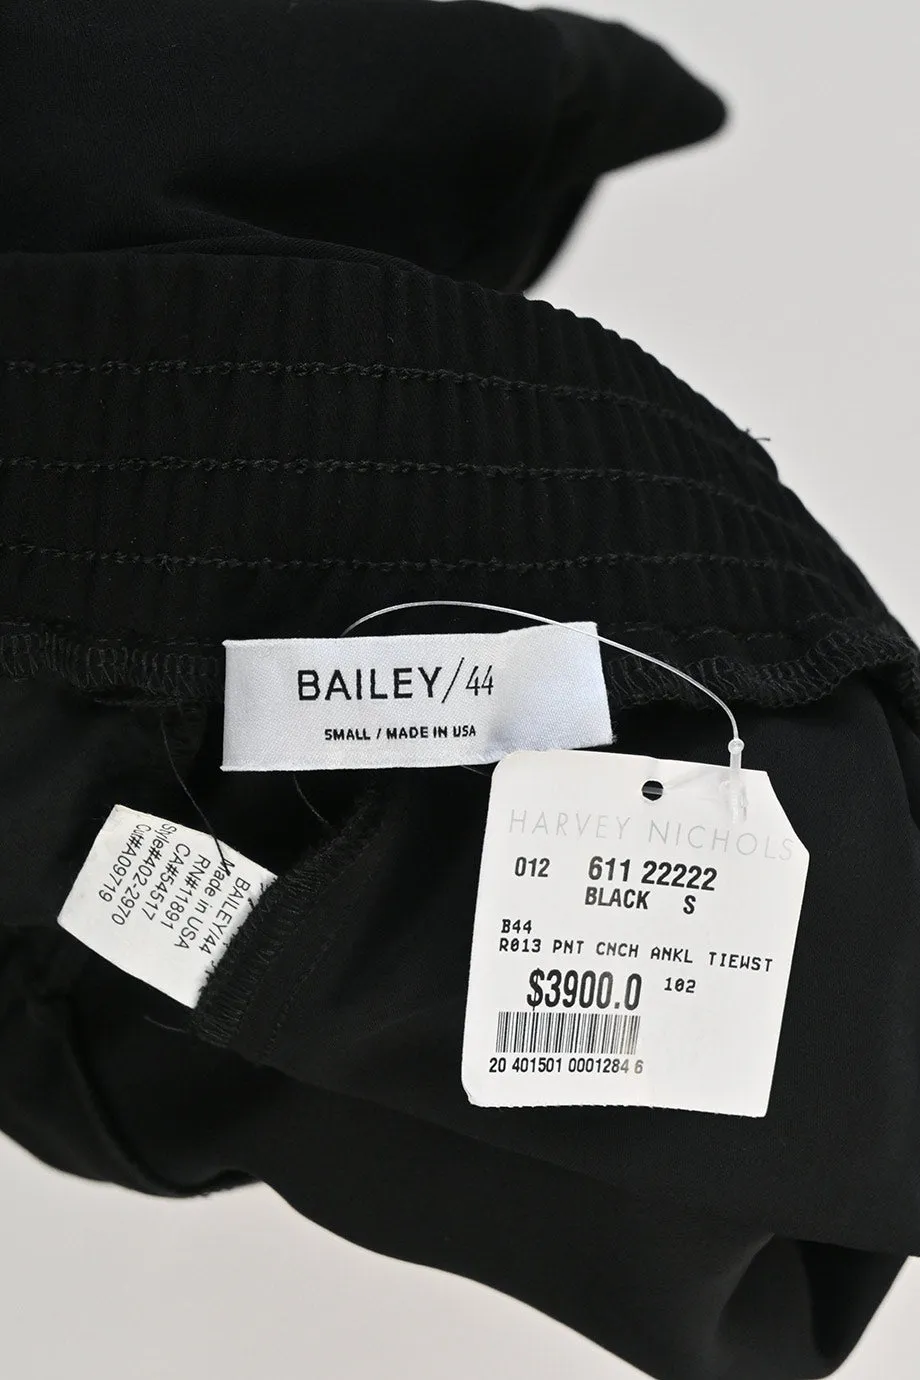 BAILEY/44
SMALL / MADE IN USA
HARVEY NICHOLS
012 611 22222
BLACK S
B44
R013 PNT CNCH ANKL TIEWST
$3900.0 102
20 401501 0001284 6
BAILEY/44
Made in USA
RN#11891
CA#54517
Style#402-2970
Cut#A09719